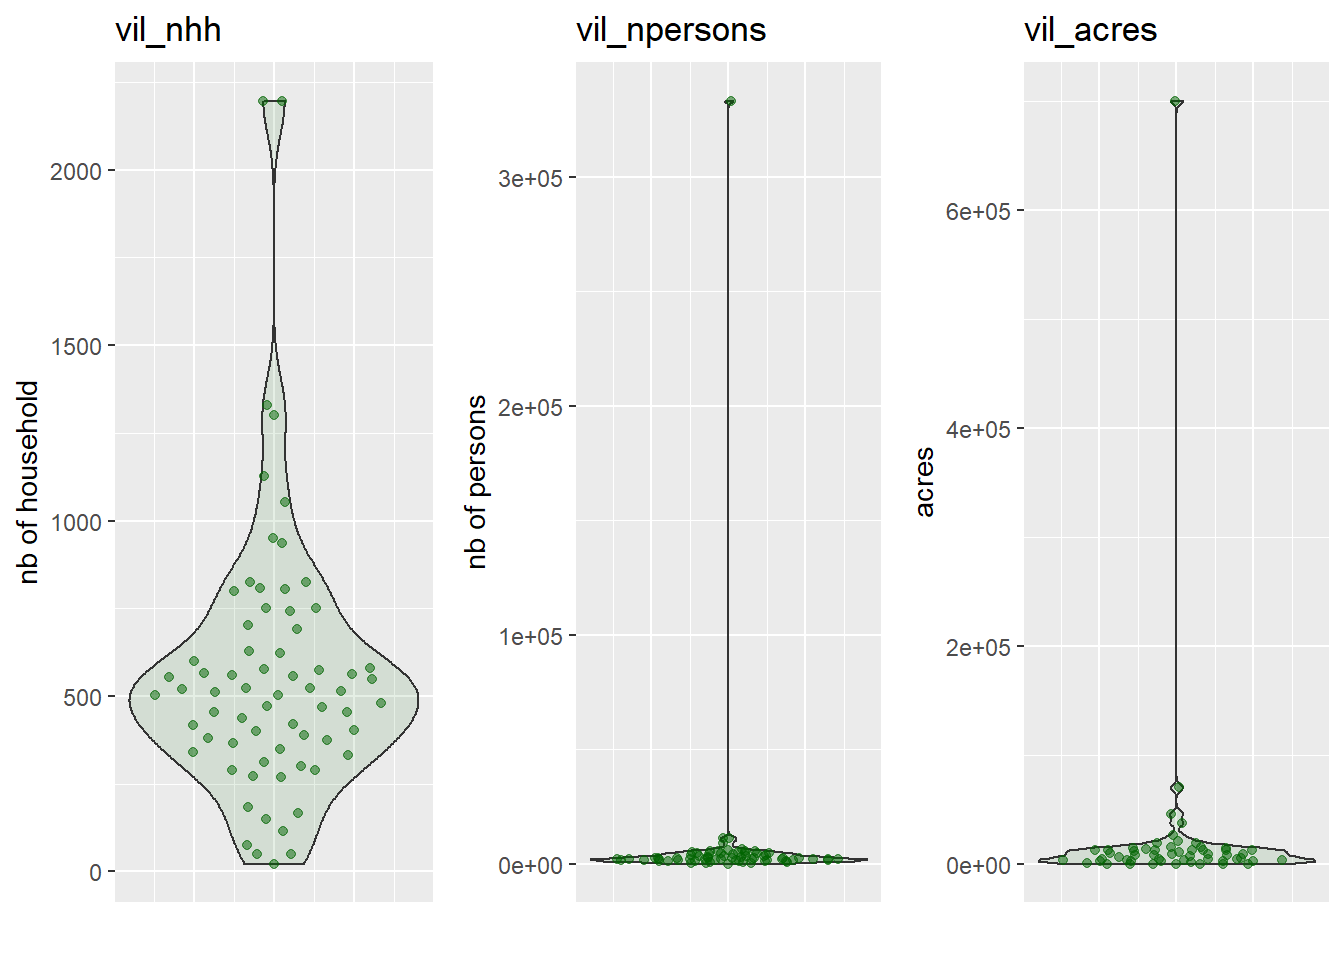 vil_nhh
nb of household
2000
1500
1000
500
0
vil_npersons
nb of persons
3e+05
2e+05
1e+05
0e+00
vil_acres
acres
6e+05
4e+05
2e+05
0e+00